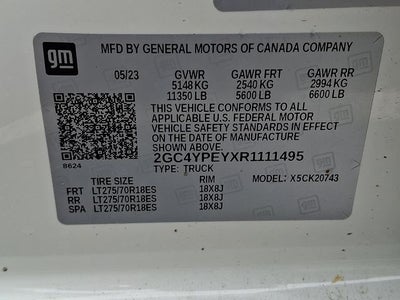 gm
MFD BY GENERAL MOTORS OF CANADA COMPANY
05/23 GVWR GAWR FRT GAWR RR
5148 KG 2540 KG 2994 KG
11350 LB 5600 LB 6600 LB
THIS VEHICLE CONFORMS TO ALL
APPLICABLE U.S. FEDERAL MOTOR
VEHICLE SAFETY STANDARDS IN EFFECT
ON THE DATE OF MANUFACTURE
SHOWN ABOVE.
B624
2GC4YPEYXR1111495
TYPE: TRUCK
TIRE SIZE RIM MODEL: X5CK20743
FRT LT275/70R18ES 18X8J
RR LT275/70R18ES 18X8J
SPA LT275/70R18ES 18X8J